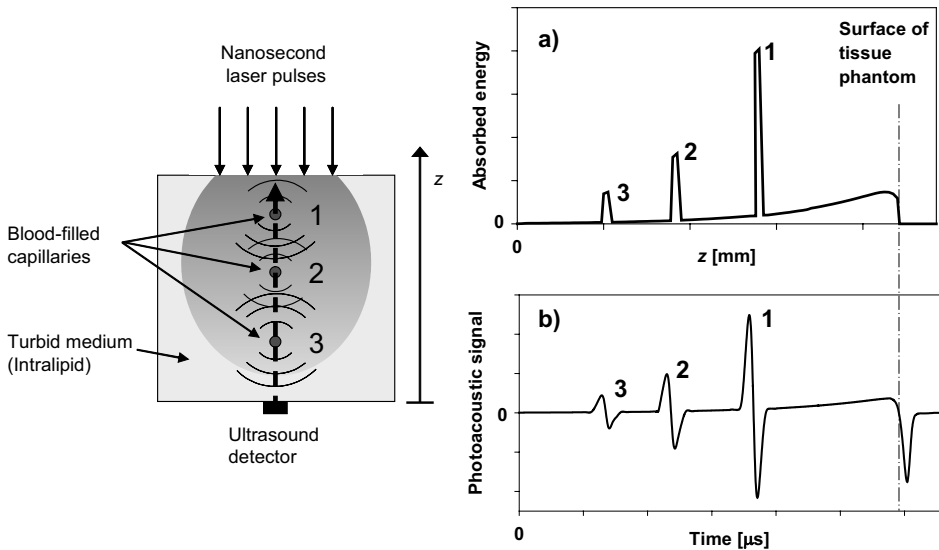 Nanosecond
laser pulses
z
1
Blood-filled
capillaries
2
Turbid medium
(Intralipid)
3
Ultrasound
detector
a)
Surface of
tissue
phantom
1
2
3
Absorbed energy
0
0
z [mm]
b)
1
2
3
Photoacoustic signal
0
0
Time [µs]